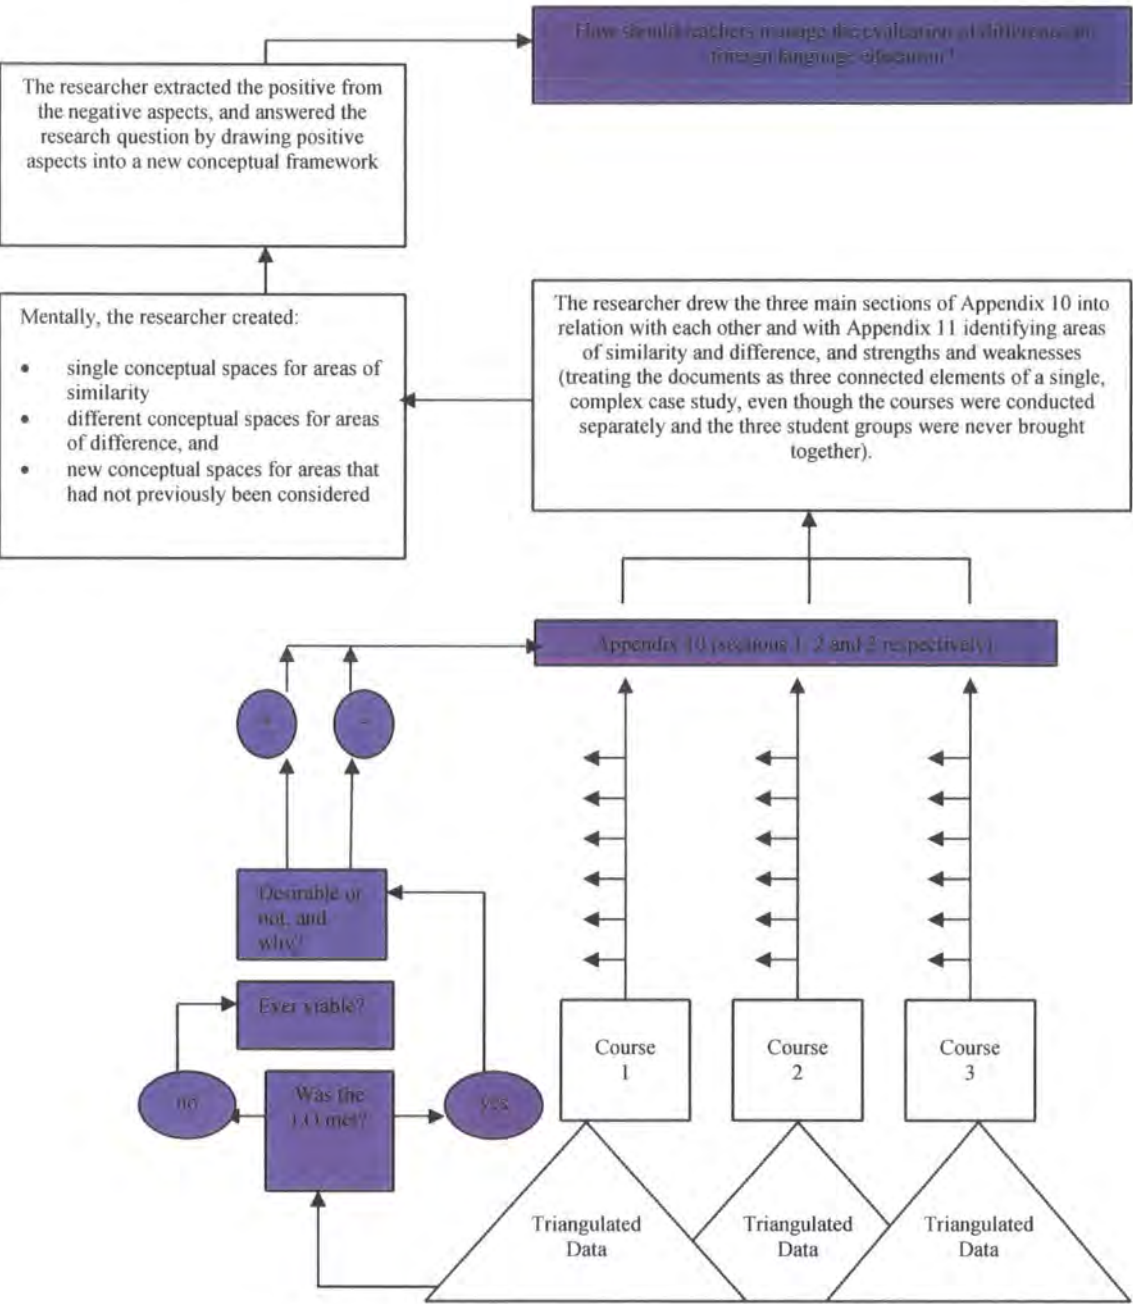 How should teachers manage the evaluation of difference in
foreign language education?
The researcher extracted the positive from
the negative aspects, and answered the
research question by drawing positive
aspects into a new conceptual framework
Mentally, the researcher created:
• single conceptual spaces for areas of
similarity
• different conceptual spaces for areas
of difference, and
• new conceptual spaces for areas that
had not previously been considered
The researcher drew the three main sections of Appendix 10 into
relation with each other and with Appendix 11 identifying areas
of similarity and difference, and strengths and weaknesses
(treating the documents as three connected elements of a single,
complex case study, even though the courses were conducted
separately and the three student groups were never brought
together).
Appendix 10 (sections 1, 2 and 3 respectively)
+
-
Desirable or
not, and
why?
Ever viable?
no
Was the
LO met?
yes
Course
1
Course
2
Course
3
Triangulated
Data
Triangulated
Data
Triangulated
Data